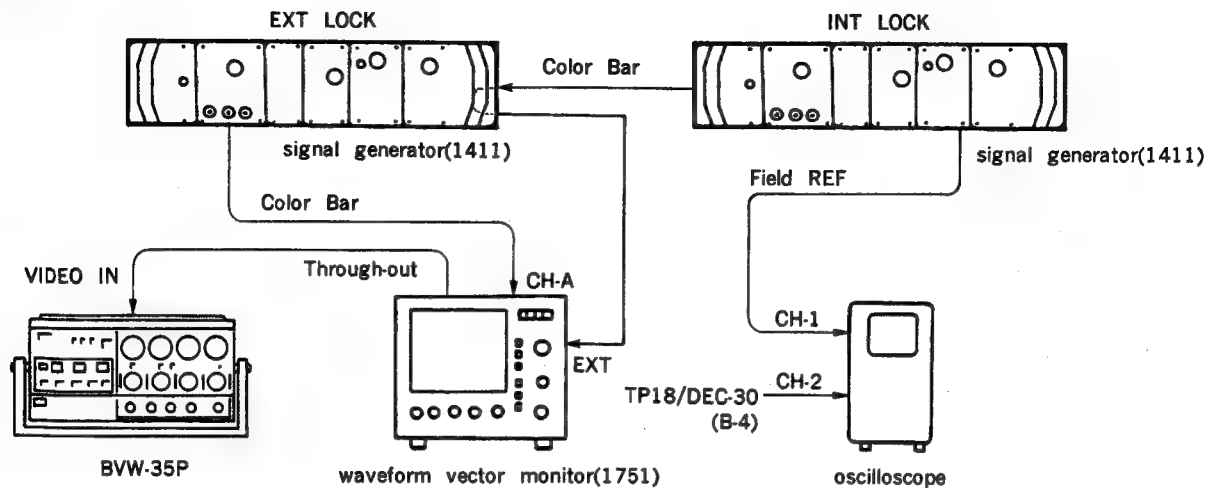 EXT LOCK
INT LOCK
Color Bar
signal generator(1411)
signal generator(1411)
Field REF
Color Bar
VIDEO IN
Through-out
CH-A
CH-1
EXT
TP18/DEC-30
CH-2
(B-4)
BVW-35P
waveform vector monitor(1751)
oscilloscope